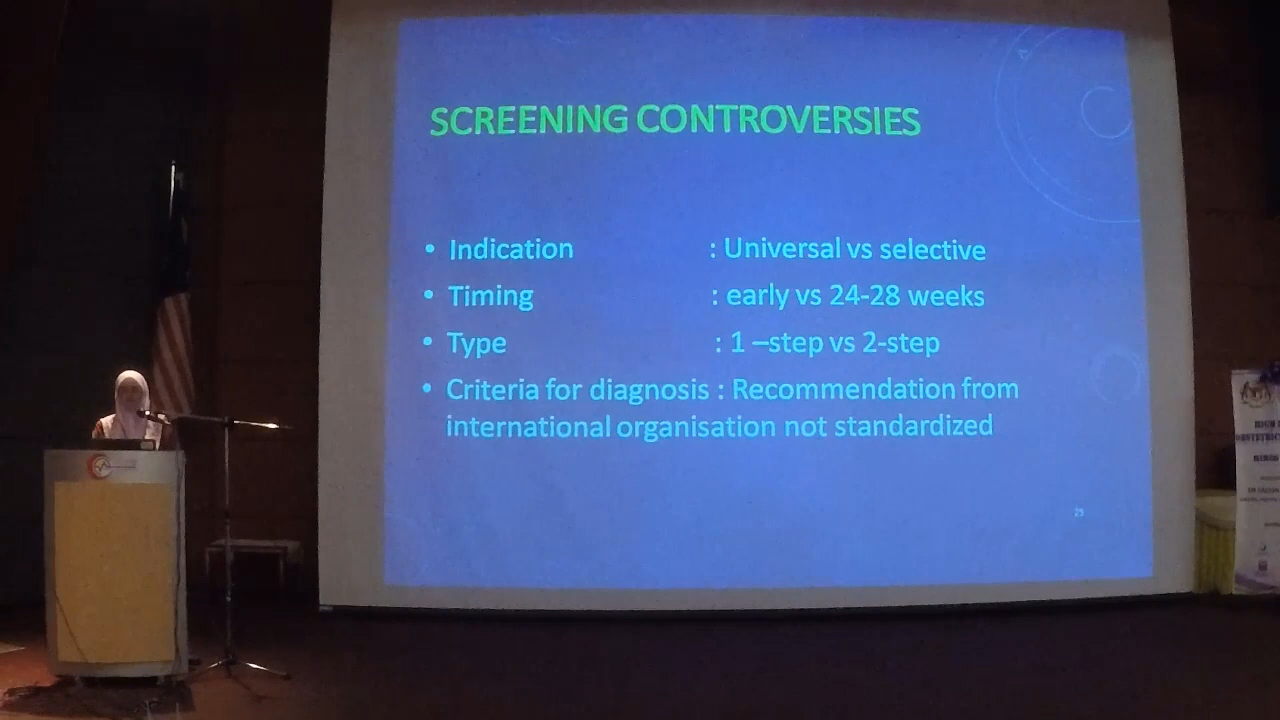 SCREENING CONTROVERSIES
• Indication : Universal vs selective
• Timing : early vs 24-28 weeks
• Type : 1 –step vs 2-step
• Criteria for diagnosis : Recommendation from
international organisation not standardized